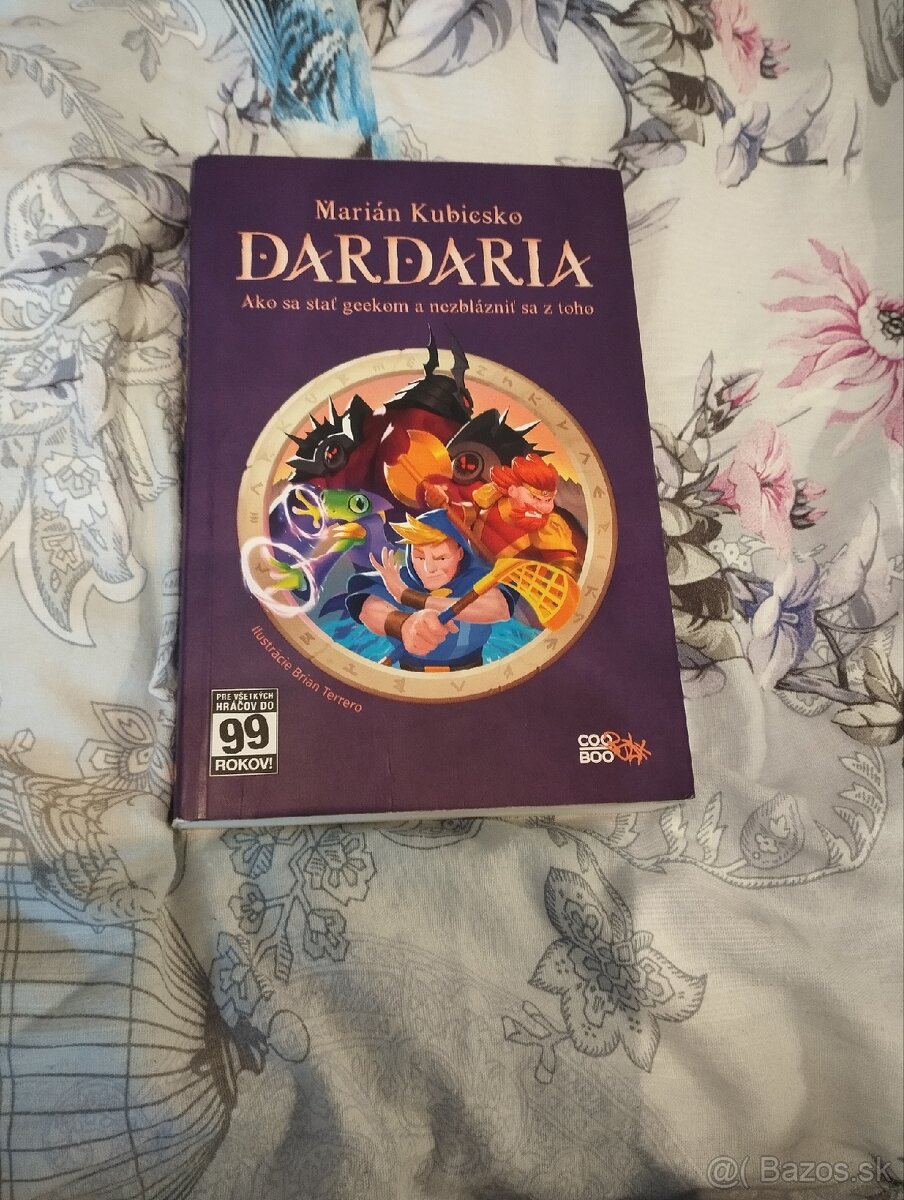 Marián Kubicsko
DARDARIA
Ako sa stať geekom a nezblázniť sa z toho
Ilustrácie Brian Terrero
PRE VŠETKÝCH
HRÁČOV DO
99
ROKOV!
COO
BOO
@( Bazos.sk